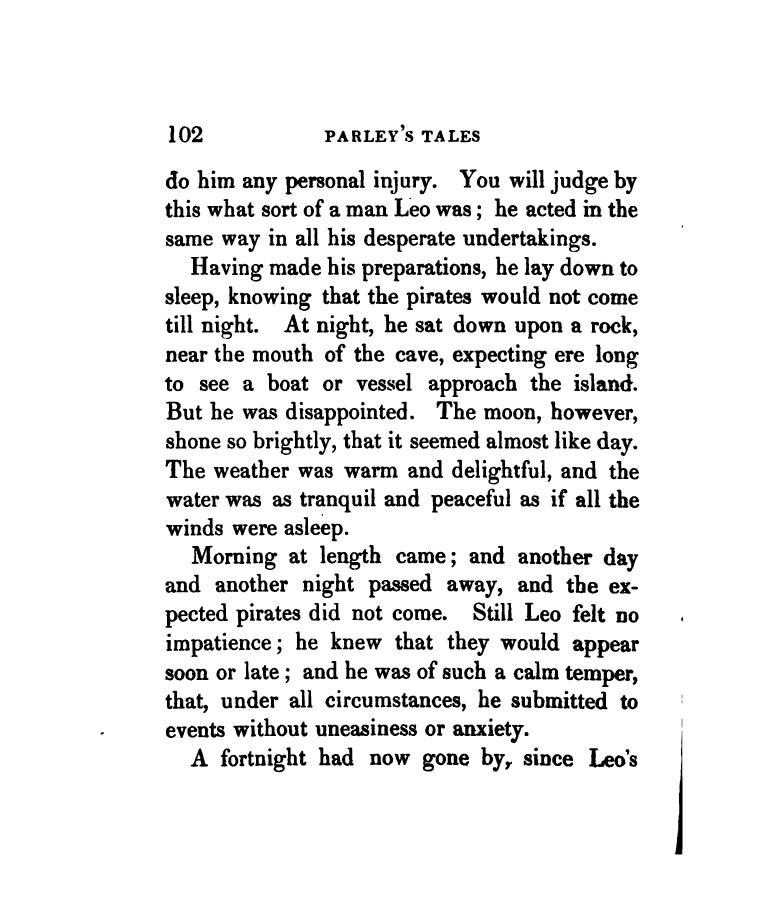 102 PARLEY'S TALES
do him any personal injury. You will judge by
this what sort of a man Leo was; he acted in the
same way in all his desperate undertakings.
Having made his preparations, he lay down to
sleep, knowing that the pirates would not come
till night. At night, he sat down upon a rock,
near the mouth of the cave, expecting ere long
to see a boat or vessel approach the island.
But he was disappointed. The moon, however,
shone so brightly, that it seemed almost like day.
The weather was warm and delightful, and the
water was as tranquil and peaceful as if all the
winds were asleep.
Morning at length came; and another day
and another night passed away, and the ex-
pected pirates did not come. Still Leo felt no
impatience; he knew that they would appear
soon or late; and he was of such a calm temper,
that, under all circumstances, he submitted to
events without uneasiness or anxiety.
A fortnight had now gone by, since Leo's